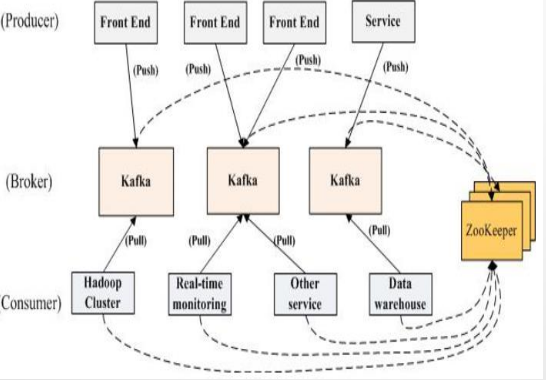 (Producer)
Front End
Front End
Front End
Service
(Push)
(Push)
(Push)
(Push)
(Broker)
Kafka
Kafka
Kafka
ZooKeeper
(Pull)
(Pull)
(Pull)
(Pull)
(Consumer)
Hadoop
Cluster
Real-time
monitoring
Other
service
Data
warehouse